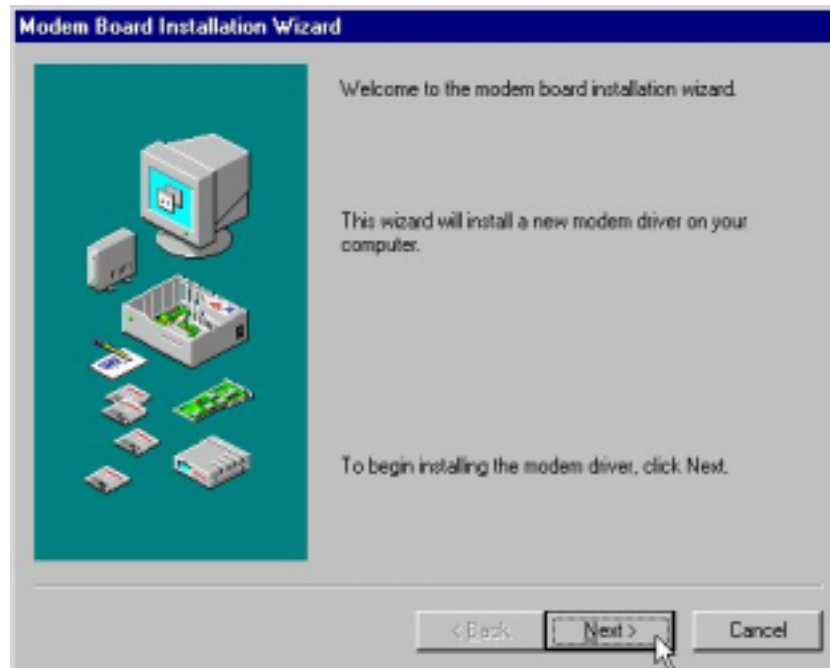 Modem Board Installation Wizard
Welcome to the modem board installation wizard.
This wizard will install a new modem driver on your
computer.
To begin installing the modem driver, click Next.
< Back
Next >
Cancel